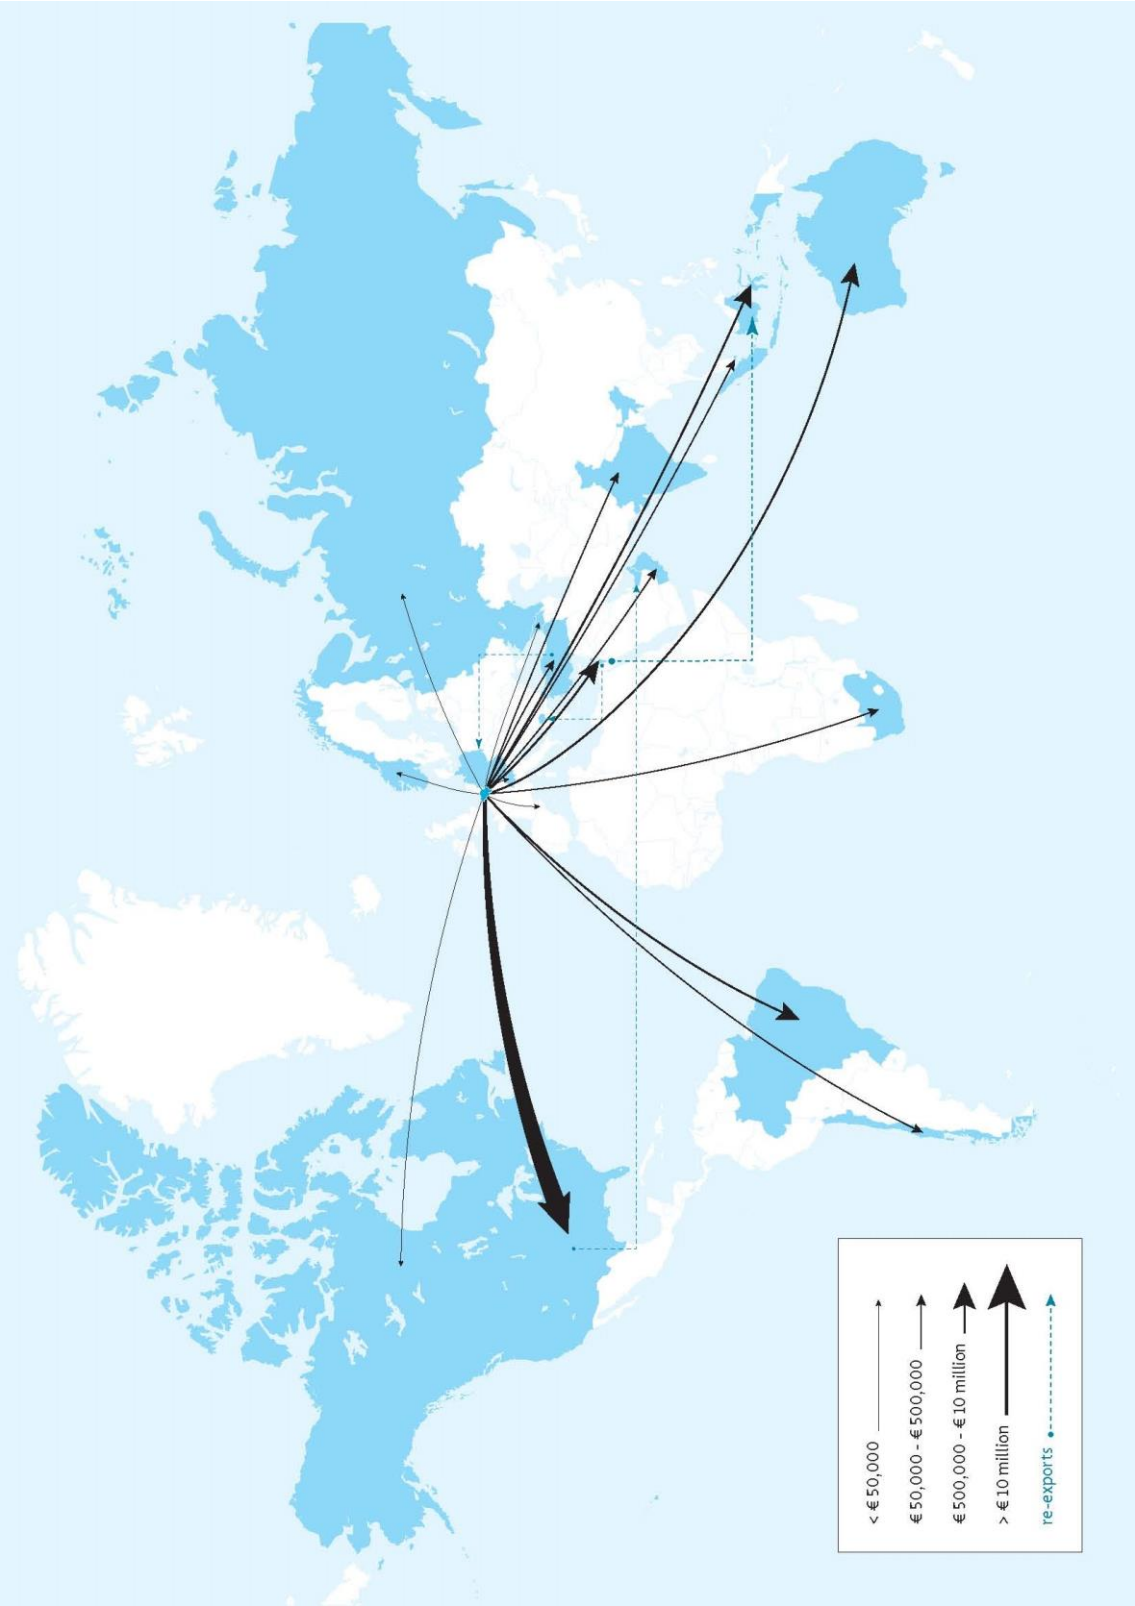 < € 50,000
€ 50,000 - € 500,000
€ 500,000 - € 10 million
> € 10 million
re-exports